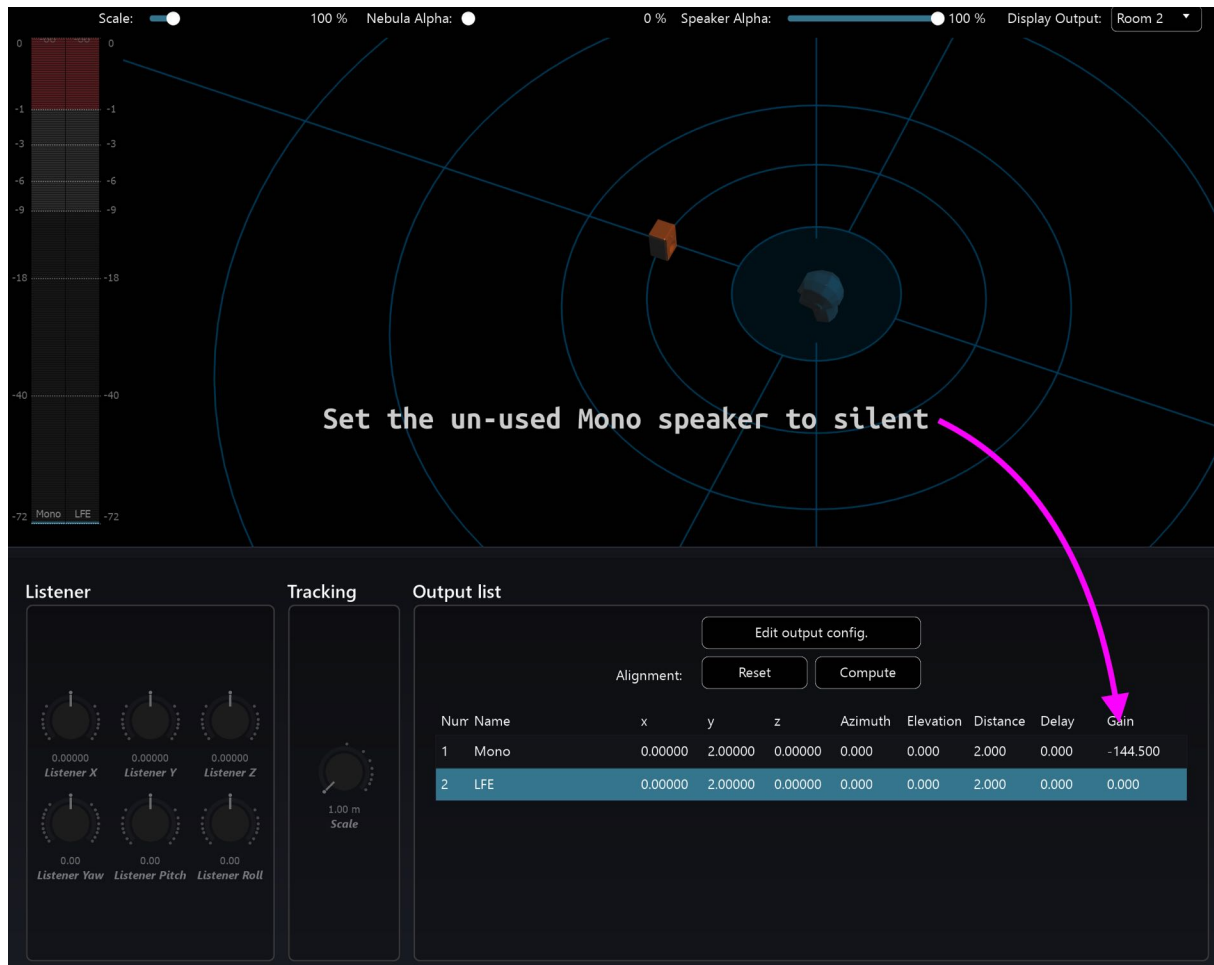 Scale: 100 % Nebula Alpha: 0 % Speaker Alpha: 100 % Display Output: Room 2
0 0
-1 -1
-3 -3
-6 -6
-9 -9
-18 -18
-40 -40
Set the un-used Mono speaker to silent
-72 Mono LFE -72
Listener
Tracking
Output list
Edit output config.
Alignment: Reset Compute
Num Name x y z Azimuth Elevation Distance Delay Gain
1 Mono 0.00000 2.00000 0.00000 0.000 0.000 2.000 0.000 -144.500
2 LFE 0.00000 2.00000 0.00000 0.000 0.000 2.000 0.000 0.000
0.00000 0.00000 0.00000
Listener X Listener Y Listener Z
1.00 m
Scale
0.00 0.00 0.00
Listener Yaw Listener Pitch Listener Roll